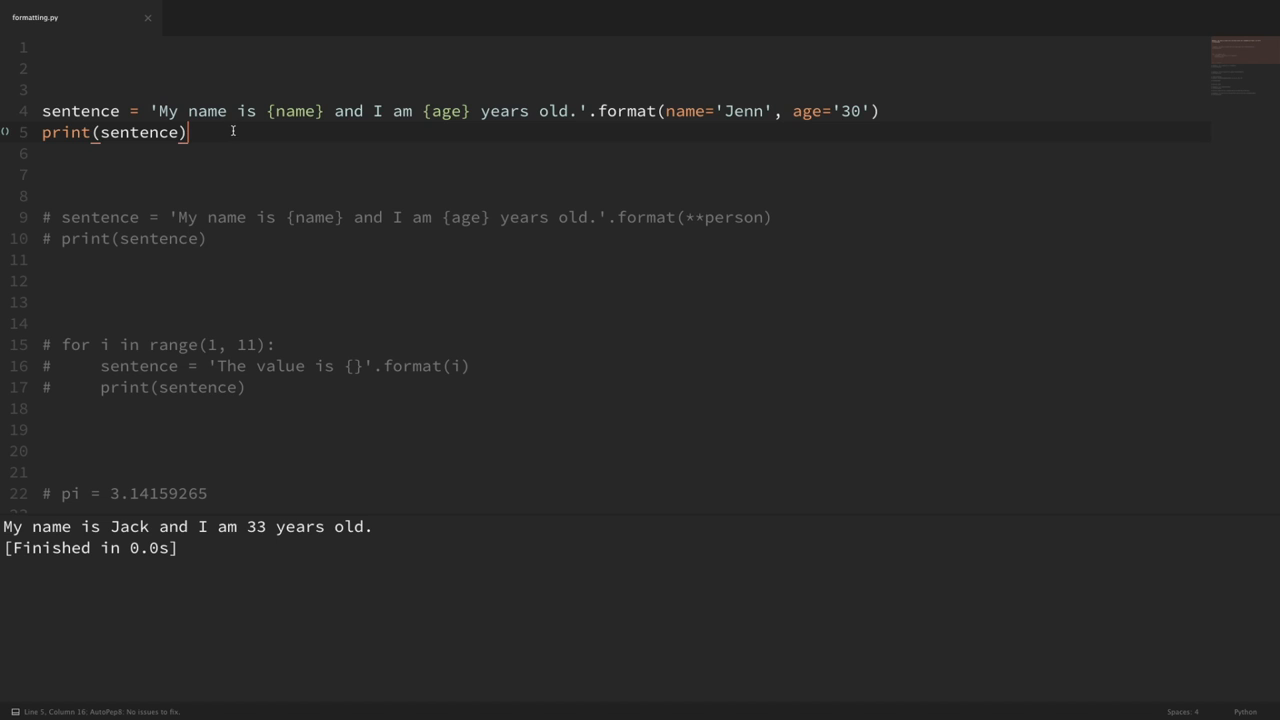 formatting.py ×
1
2
3
4 sentence = 'My name is {name} and I am {age} years old.'.format(name='Jenn', age='30')
() 5 print(sentence)
6
7
8
9 # sentence = 'My name is {name} and I am {age} years old.'.format(**person)
10 # print(sentence)
11
12
13
14
15 # for i in range(1, 11):
16 #     sentence = 'The value is {}'.format(i)
17 #     print(sentence)
18
19
20
21
22 # pi = 3.14159265
My name is Jack and I am 33 years old.
[Finished in 0.0s]
Line 5, Column 16; AutoPep8: No issues to fix. Spaces: 4 Python